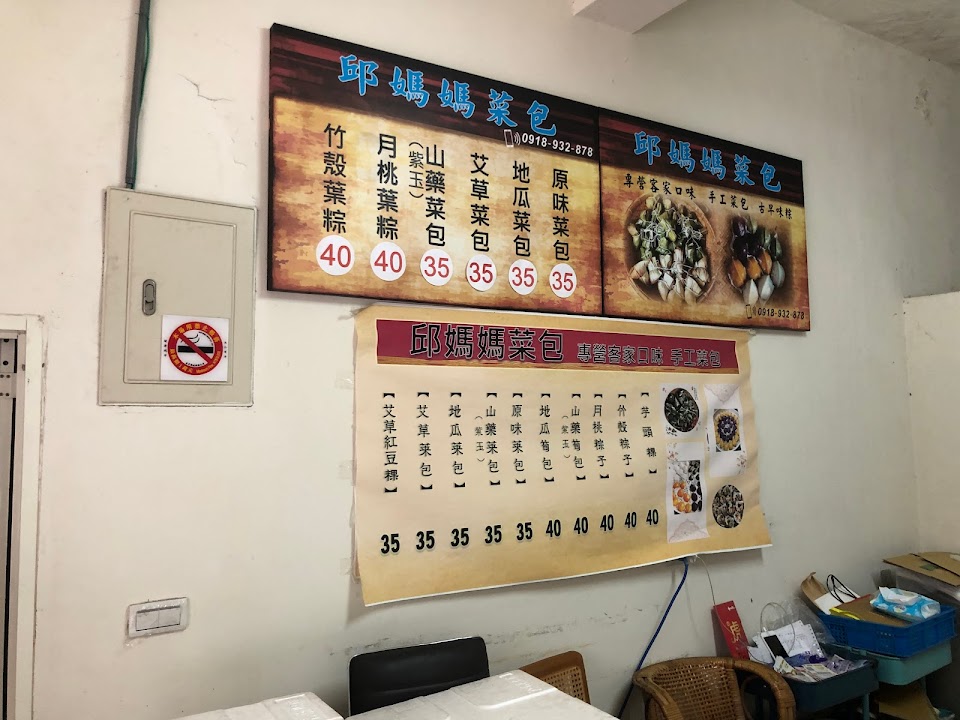 邱媽媽菜包
0918-932-878
原味菜包 35
地瓜菜包 35
艾草菜包 35
山藥菜包(紫玉) 35
月桃葉粽 40
竹殼葉粽 40
邱媽媽菜包
專營客家口味 手工菜包 古早味粽
0918-932-878
邱媽媽菜包 專營客家口味 手工菜包
【芋頭粿】 40
【竹殼粽子】 40
【月桃粽子】 40
【山藥筍包】(紫玉) 40
【地瓜筍包】 40
【原味菜包】 35
【山藥菜包】(紫玉) 35
【地瓜菜包】 35
【艾草菜包】 35
【艾草紅豆粿】 35